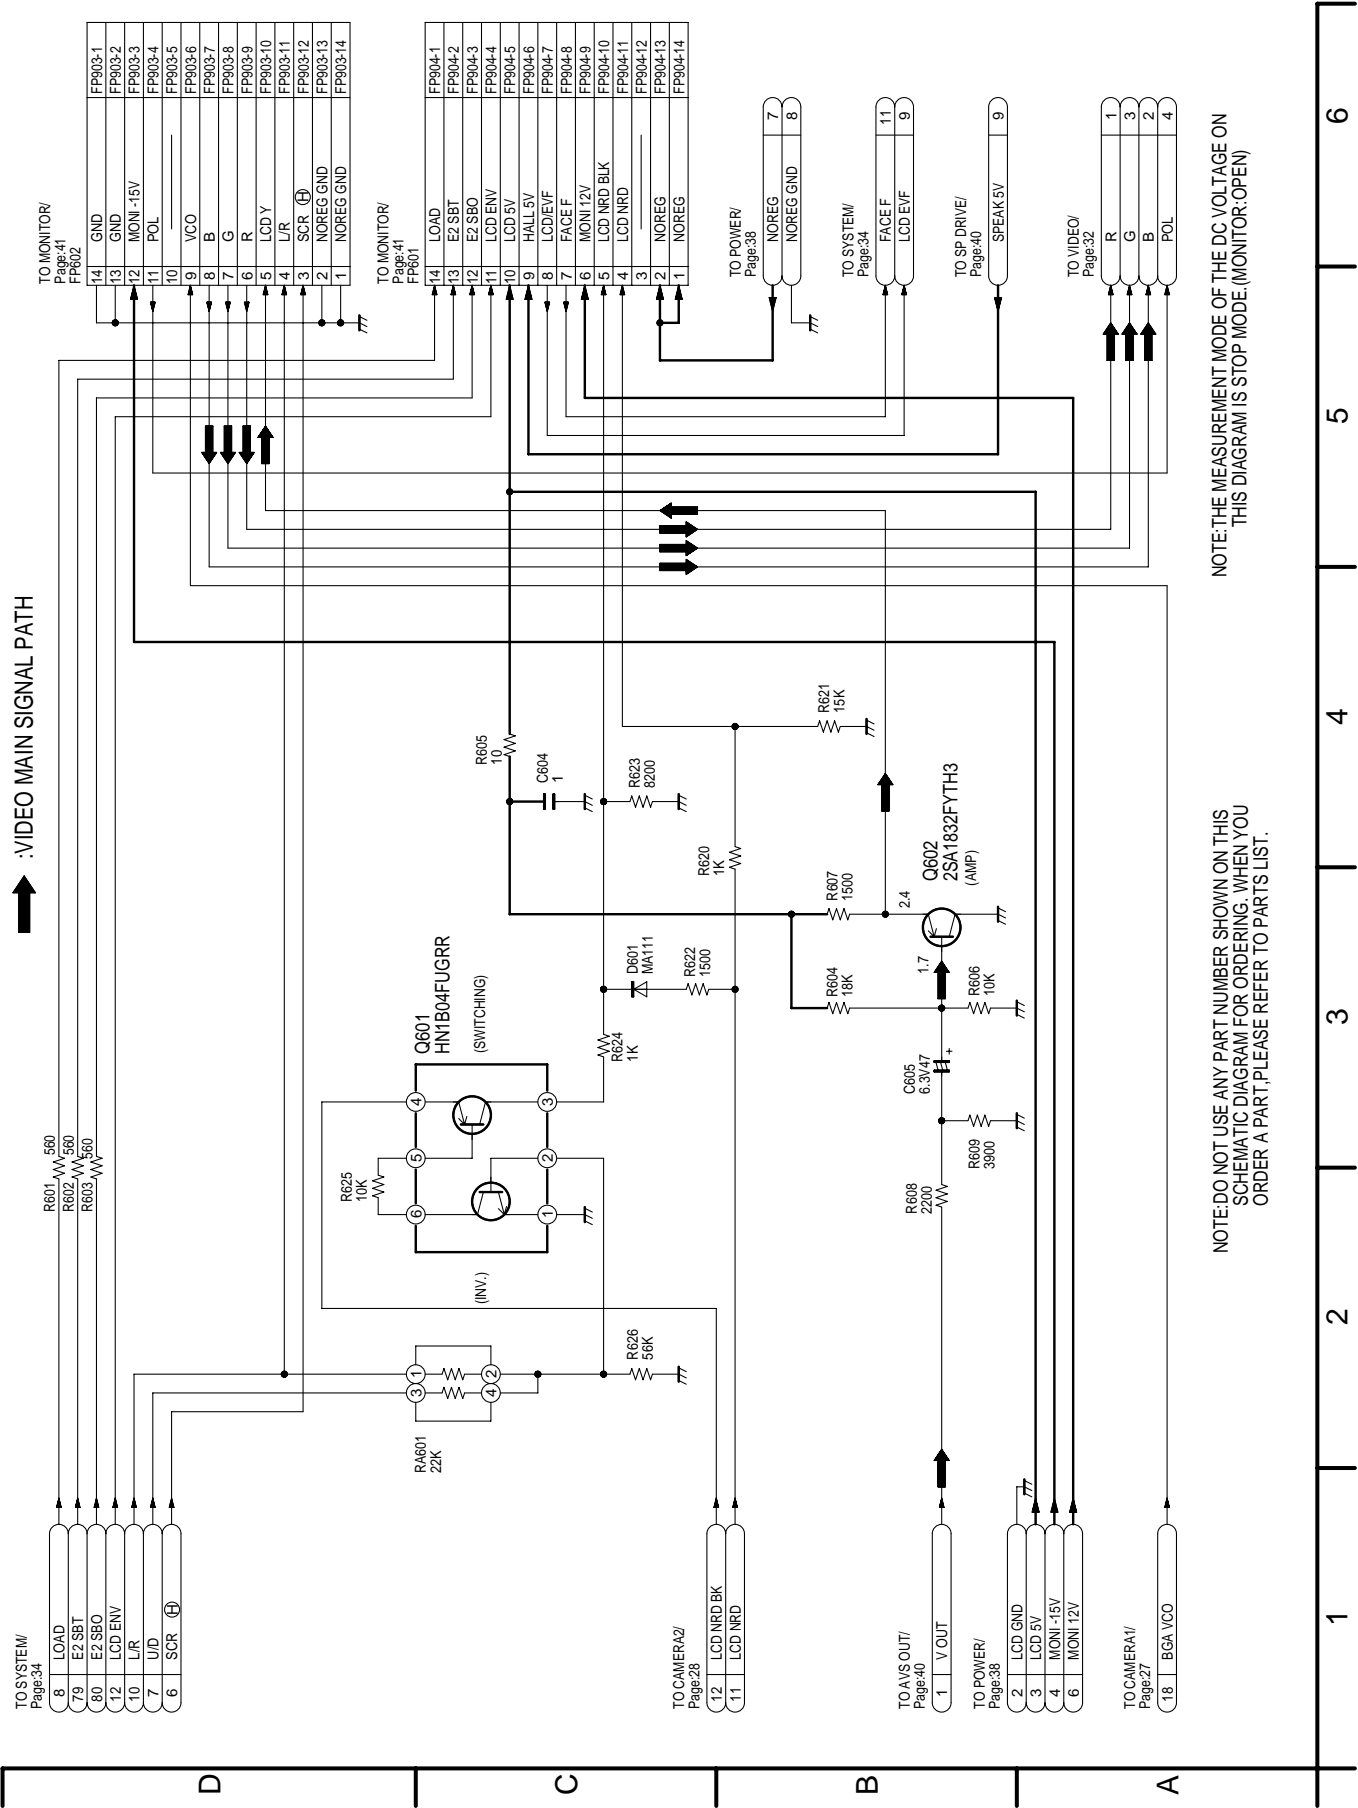 :VIDEO MAIN SIGNAL PATH
TO SYSTEM/
Page:34
8 LOAD
79 E2 SBT
80 E2 SBO
12 LCD ENV
10 L/R
7 U/D
6 SCR Ⓗ
R601 560
R602 560
R603 560
TO MONITOR/
Page:41
FP602
14 GND FP903-1
13 GND FP903-2
12 MONI -15V FP903-3
11 POL FP903-4
10 FP903-5
9 VCO FP903-6
8 B FP903-7
7 G FP903-8
6 R FP903-9
5 LCD Y FP903-10
4 L/R FP903-11
3 SCR Ⓗ FP903-12
2 NOREG GND FP903-13
1 NOREG GND FP903-14
TO MONITOR/
Page:41
FP601
14 LOAD FP904-1
13 E2 SBT FP904-2
12 E2 SBO FP904-3
11 LCD ENV FP904-4
10 LCD 5V FP904-5
9 HALL 5V FP904-6
8 LCD/EVF FP904-7
7 FACE F FP904-8
6 MONI 12V FP904-9
5 LCD NRD BLK FP904-10
4 LCD NRD FP904-11
3 FP904-12
2 NOREG FP904-13
1 NOREG FP904-14
RA601
22K
1
2
3
4
R625
10K
Q601
HN1B04FUGRR
(SWITCHING)
(INV.)
6
5
4
1
2
3
R626
56K
R624
1K
D601
MA111
R622
1500
R605
10
C604
1
R623
8200
R620
1K
R621
15K
TO CAMERA2/
Page:28
12 LCD NRD BK
11 LCD NRD
TO POWER/
Page:38
NOREG 7
NOREG GND 8
TO SYSTEM/
Page:34
FACE F 11
LCD EVF 9
TO SP DRIVE/
Page:40
SPEAK 5V 9
TO VIDEO/
Page:32
R 1
G 3
B 2
POL 4
R607
1500
R604
18K
2.4
1.7
Q602
2SA1832FYTH3
(AMP)
R606
10K
C605
6.3V47
+
R609
3900
R608
2200
TO AVS OUT/
Page:40
1 V OUT
TO POWER/
Page:38
2 LCD GND
3 LCD 5V
4 MONI -15V
6 MONI 12V
TO CAMERA1/
Page:27
18 BGA VCO
NOTE:DO NOT USE ANY PART NUMBER SHOWN ON THIS
SCHEMATIC DIAGRAM FOR ORDERING. WHEN YOU
ORDER A PART,PLEASE REFER TO PARTS LIST.
NOTE:THE MEASUREMENT MODE OF THE DC VOLTAGE ON
THIS DIAGRAM IS STOP MODE.(MONITOR:OPEN)
D
C
B
A
1
2
3
4
5
6